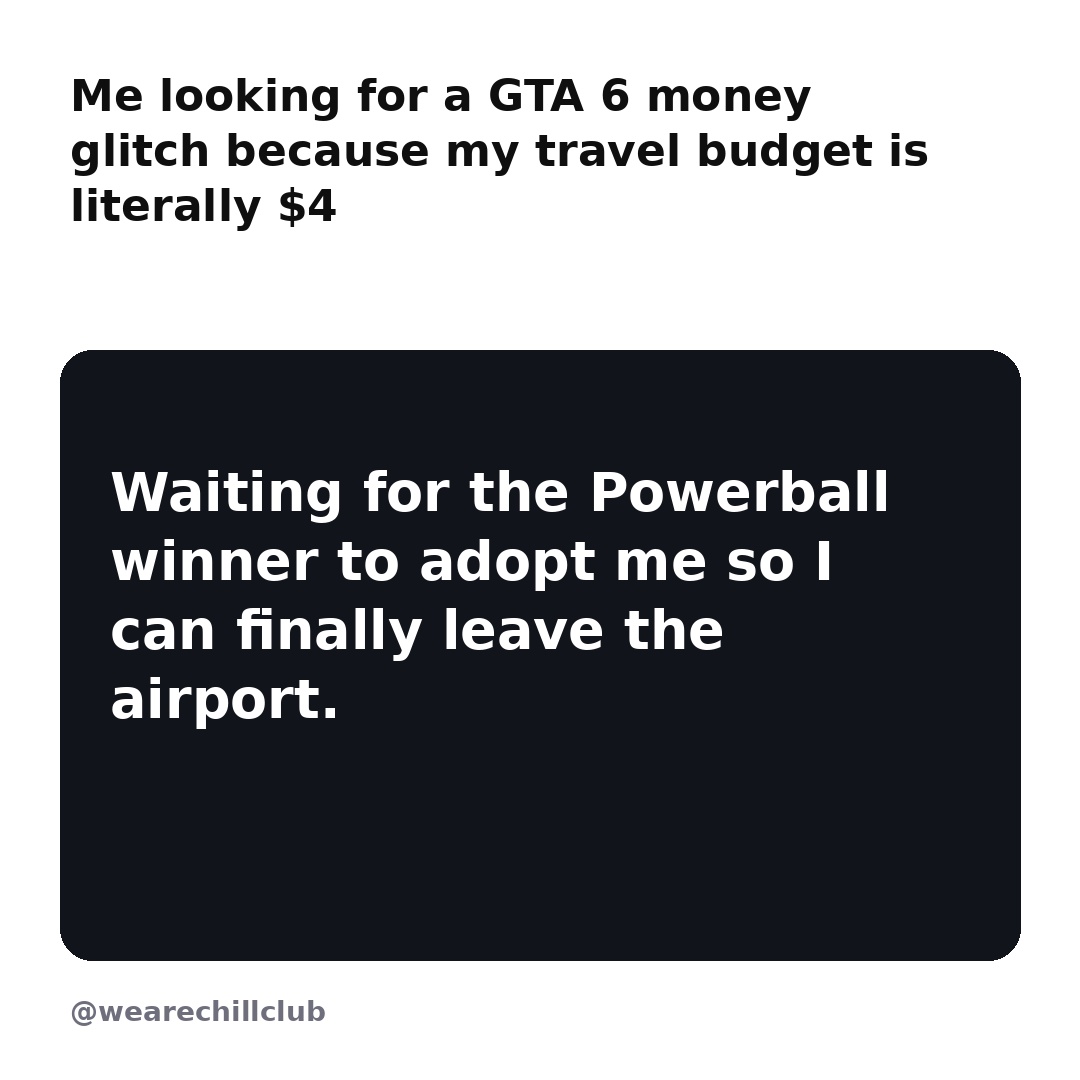 Me looking for a GTA 6 money
glitch because my travel budget is
literally $4
Waiting for the Powerball
winner to adopt me so I
can finally leave the
airport.
@wearechillclub